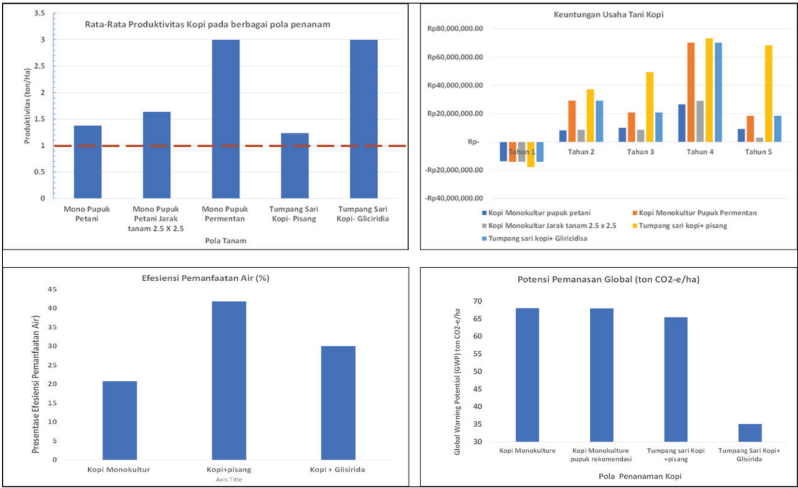 Rata-Rata Produktivitas Kopi pada berbagai pola penanam
Produktivitas (ton/Ha)
3.5
3
2.5
2
1.5
1
0.5
0
Mono Pupuk
Petani
Mono Pupuk
Petani Jarak
tanam 2.5 X 2.5
Mono Pupuk
Permentan
Tumpang Sari
Kopi- Pisang
Tumpang Sari
Kopi- Gliciridia
Pola Tanam
Keuntungan Usaha Tani Kopi
Rp80,000,000.00
Rp60,000,000.00
Rp40,000,000.00
Rp20,000,000.00
Rp-
-Rp20,000,000.00
-Rp40,000,000.00
Tahun 1
Tahun 2
Tahun 3
Tahun 4
Tahun 5
Kopi Monokultur pupuk petani
Kopi Monokultur Pupuk Permentan
Kopi Monokultur Jarak tanam 2.5 x 2.5
Tumpang sari kopi+ pisang
Tumpang sari kopi+ Gliricidisa
Efesiensi Pemanfaatan Air (%)
Presentase Efesiensi Pemanfaatan Air)
45
40
35
30
25
20
15
10
5
0
Kopi Monokultur
Kopi+pisang
Kopi + Glisirida
Axis Title
Potensi Pemanasan Global (ton CO2-e/ha)
Global Warning Potential (GWP) ton CO2-e/ha
70
65
60
55
50
45
40
35
30
Kopi Monokulture
Kopi Monokulture
pupuk rekomendasi
Tumpang sari Kopi
+pisang
Tumpang Sari Kopi+
Glisirida
Pola Penanaman Kopi